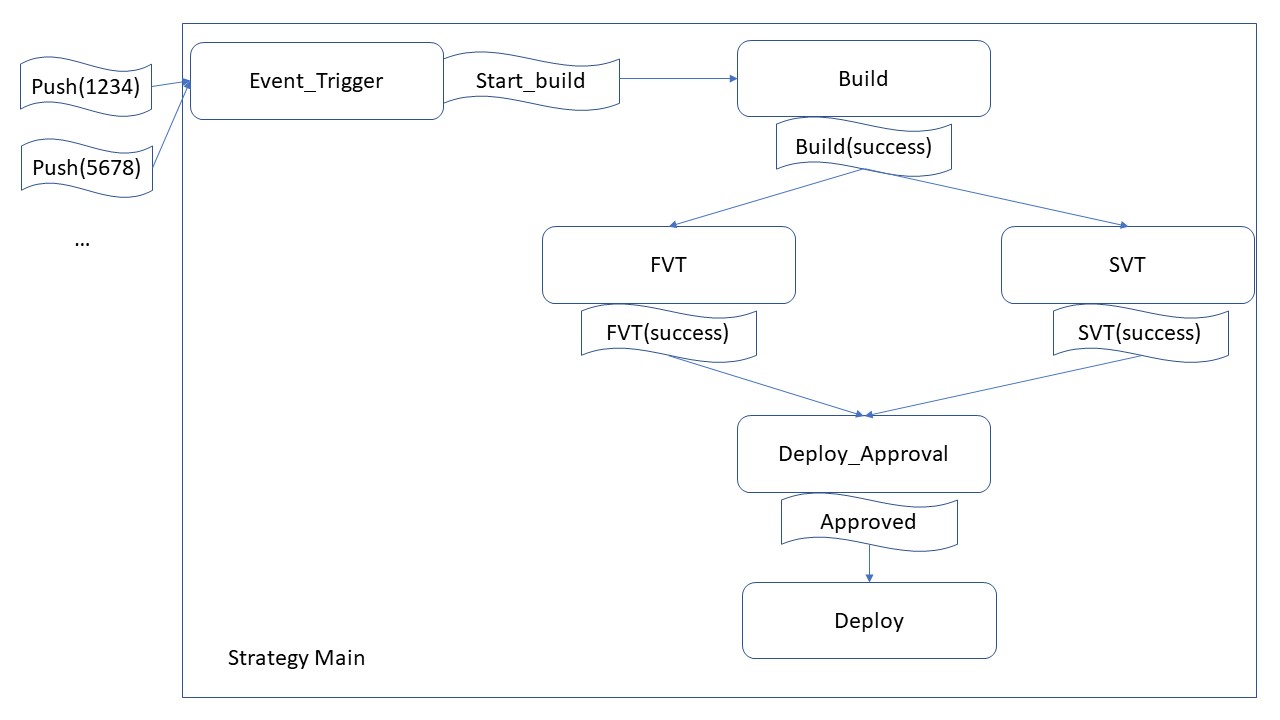 Push(1234)
Event_Trigger
Start_build
Build
Build(success)
Push(5678)
...
FVT
SVT
FVT(success)
SVT(success)
Deploy_Approval
Approved
Deploy
Strategy Main